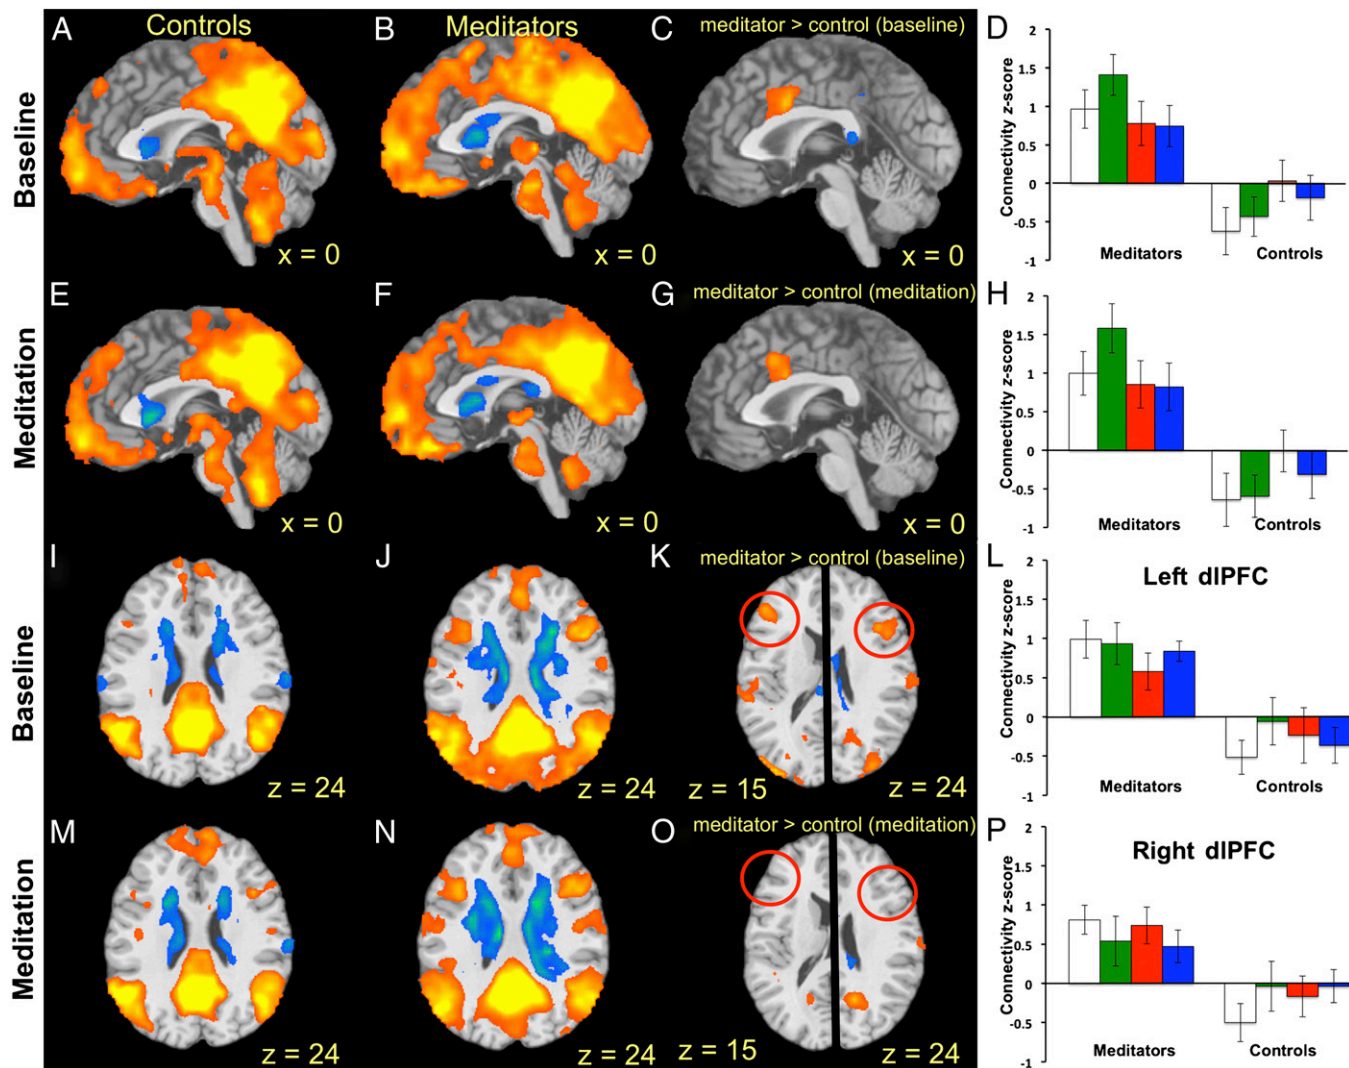 A Controls
B Meditators
C meditator > control (baseline)
D
Baseline
x = 0
x = 0
x = 0
Connectivity z-score
2
1.5
1
0.5
0
-0.5
-1
Meditators
Controls
E
F
G meditator > control (meditation)
H
Meditation
x = 0
x = 0
x = 0
Connectivity z-score
2
1.5
1
0.5
0
-0.5
-1
Meditators
Controls
I
J
K meditator > control (baseline)
L
Left dlPFC
Baseline
z = 24
z = 24
z = 15
z = 24
Connectivity z-score
2
1.5
1
0.5
0
-0.5
-1
Meditators
Controls
M
N
O meditator > control (meditation)
P
Right dlPFC
Meditation
z = 24
z = 24
z = 15
z = 24
Connectivity z-score
2
1.5
1
0.5
0
-0.5
-1
Meditators
Controls